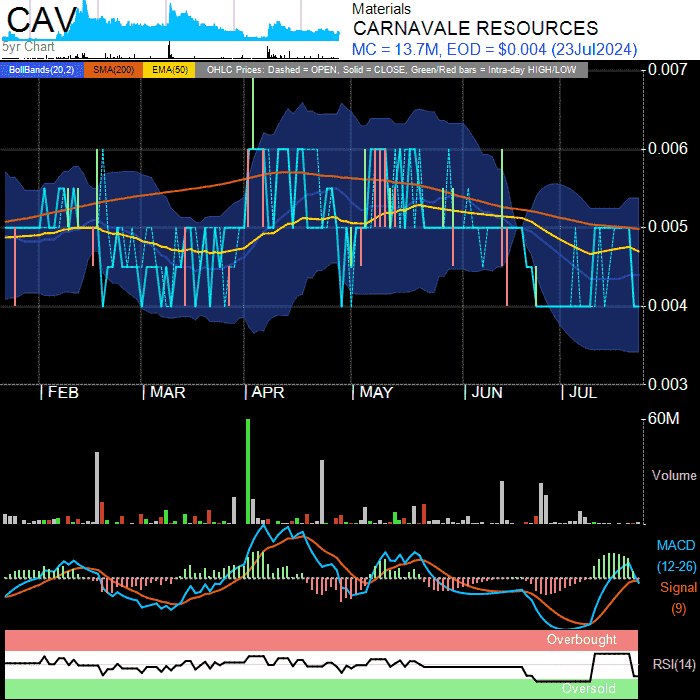 CAV
5yr Chart
Materials
CARNAVALE RESOURCES
MC = 13.7M, EOD = $0.004 (23Jul2024)
BollBands(20,2) SMA(200) EMA(50) OHLC Prices: Dashed = OPEN, Solid = CLOSE, Green/Red bars = Intra-day HIGH/LOW
0.007
0.006
0.005
0.004
0.003
| FEB | MAR | APR | MAY | JUN | JUL
60M
Volume
MACD
(12-26)
Signal
(9)
Overbought
RSI(14)
Oversold